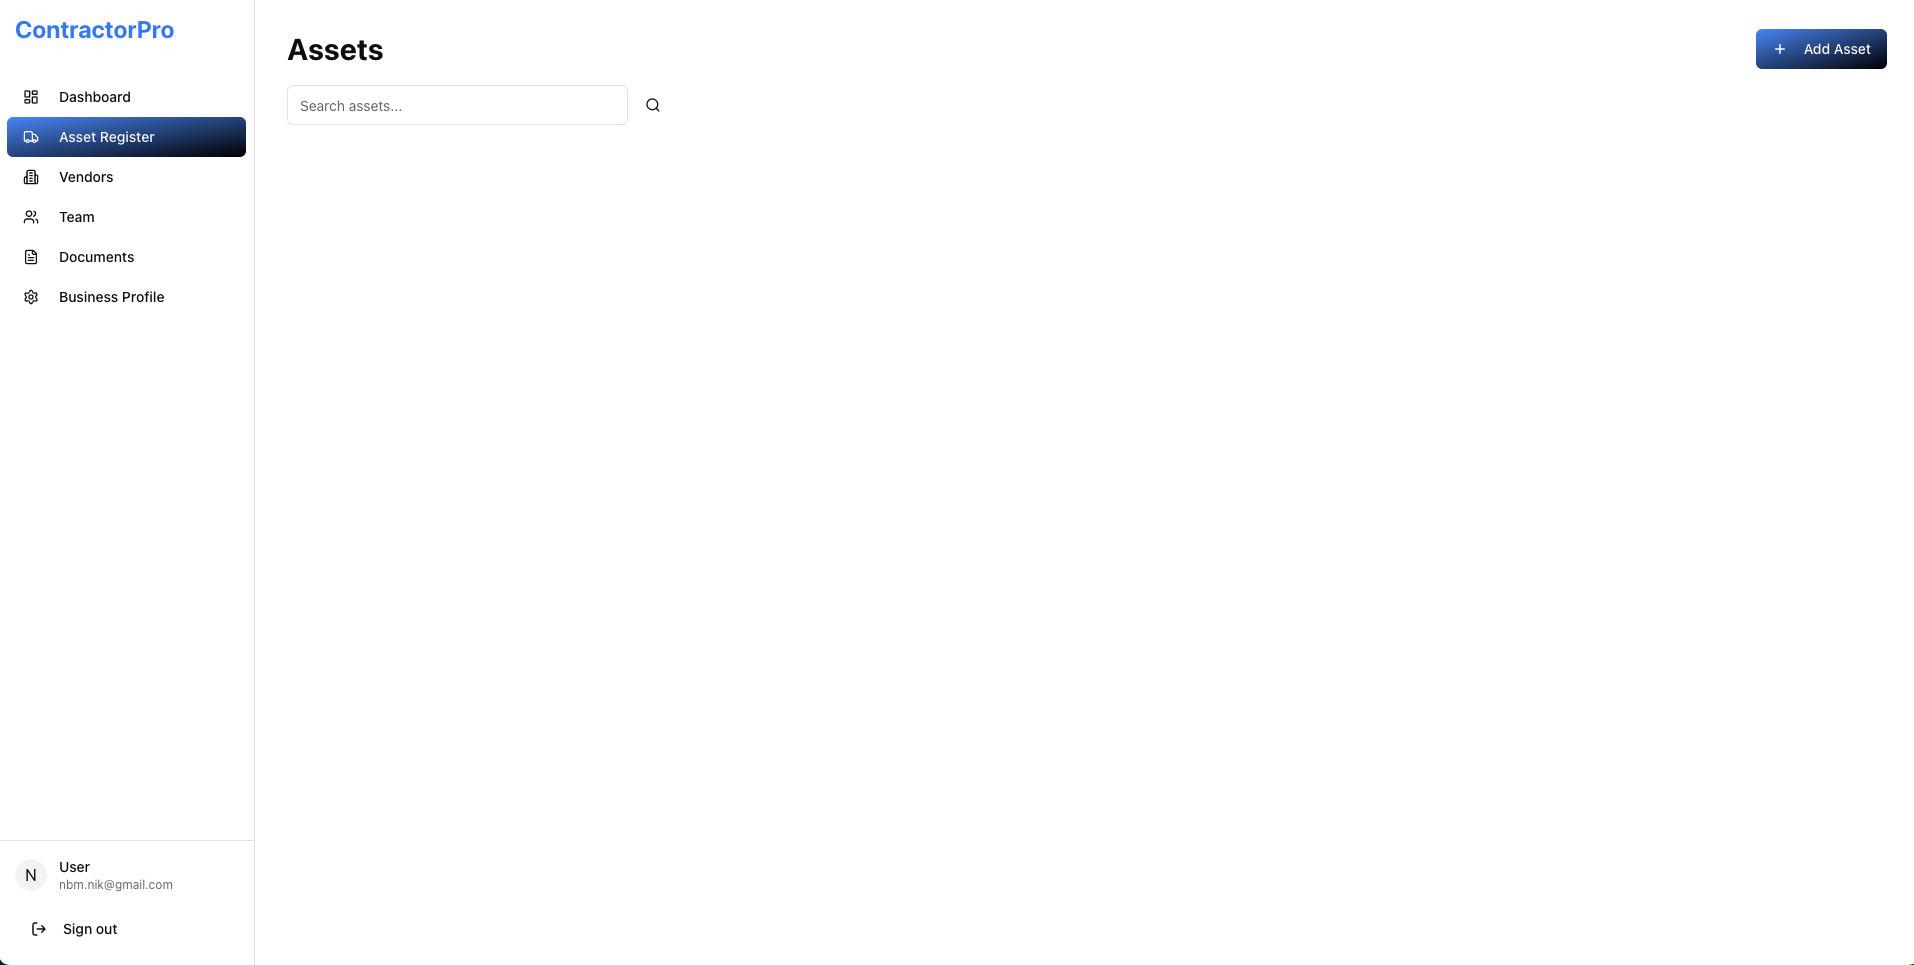 ContractorPro
Dashboard
Asset Register
Vendors
Team
Documents
Business Profile
N
User
nbm.nik@gmail.com
Sign out
Assets
Add Asset
Search assets...